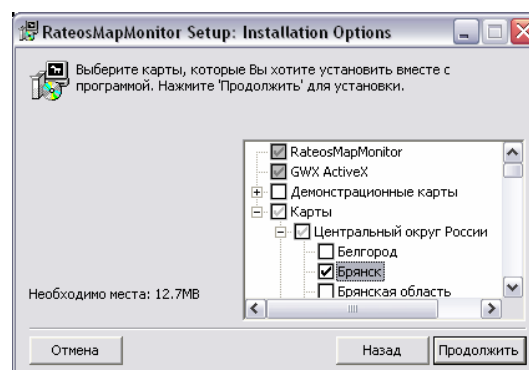 RateosMapMonitor Setup: Installation Options
Выберите карты, которые Вы хотите установить вместе с
программой. Нажмите 'Продолжить' для установки.
RateosMapMonitor
GWX ActiveX
Демонстрационные карты
Карты
Центральный округ России
Белгород
Брянск
Брянская область
Необходимо места: 12.7MB
Отмена
Назад
Продолжить